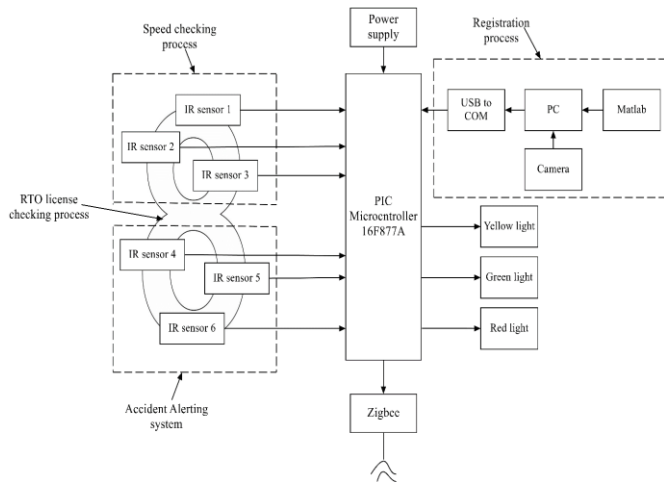 Speed checking
process
Power
supply
Registration
process
IR sensor 1
IR sensor 2
IR sensor 3
USB to
COM
PC
Matlab
Camera
RTO license
checking process
PIC
Microcntroller
16F877A
IR sensor 4
IR sensor 5
IR sensor 6
Yellow light
Green light
Red light
Accident Alerting
system
Zigbee